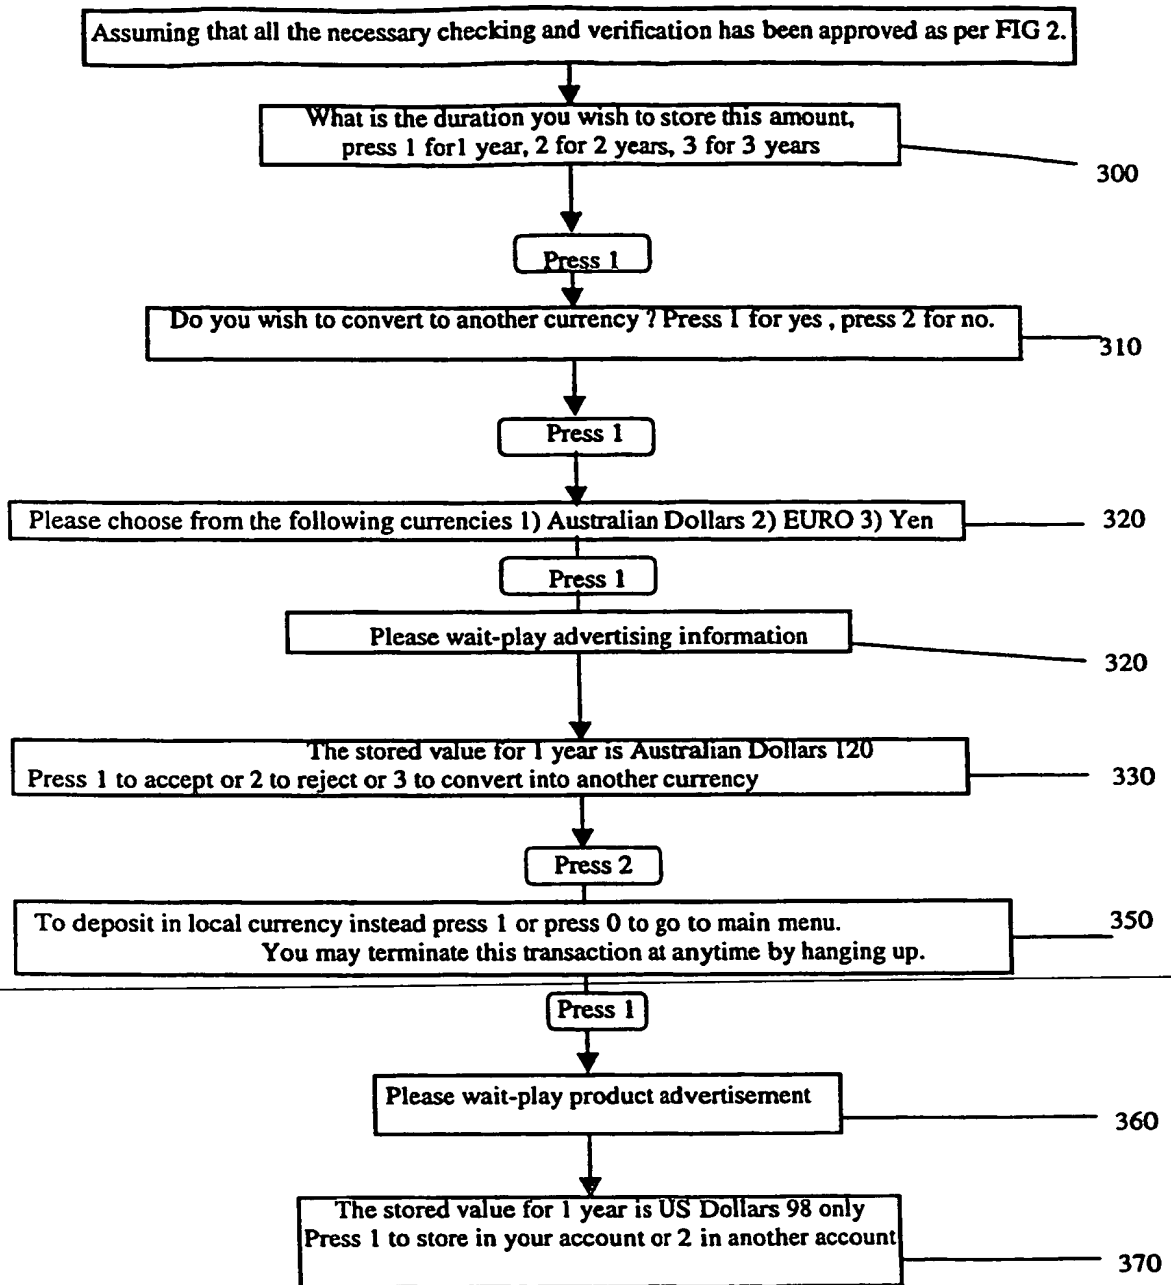 Assuming that all the necessary checking and verification has been approved as per FIG 2.
What is the duration you wish to store this amount,
press 1 for1 year, 2 for 2 years, 3 for 3 years
300
Press 1
Do you wish to convert to another currency ? Press 1 for yes , press 2 for no.
310
Press 1
Please choose from the following currencies 1) Australian Dollars 2) EURO 3) Yen
320
Press 1
Please wait-play advertising information
320
The stored value for 1 year is Australian Dollars 120
Press 1 to accept or 2 to reject or 3 to convert into another currency
330
Press 2
To deposit in local currency instead press 1 or press 0 to go to main menu.
You may terminate this transaction at anytime by hanging up.
350
Press 1
Please wait-play product advertisement
360
The stored value for 1 year is US Dollars 98 only
Press 1 to store in your account or 2 in another account
370